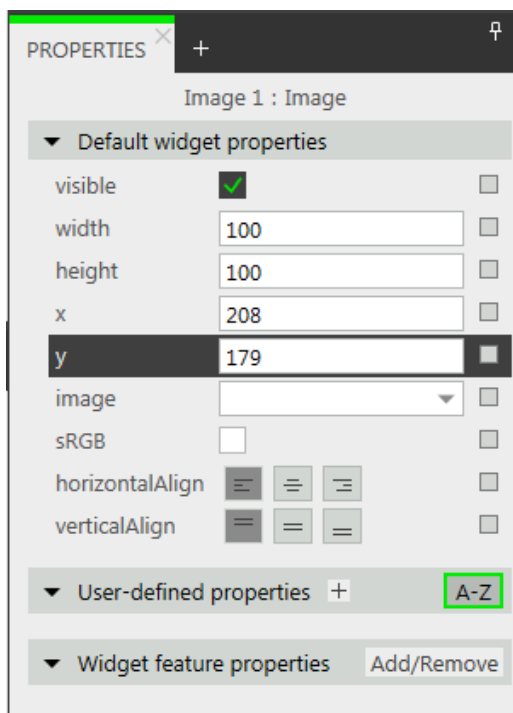 PROPERTIES +
Image 1 : Image
Default widget properties
visible
width 100
height 100
x 208
y 179
image
sRGB
horizontalAlign
verticalAlign
User-defined properties + A-Z
Widget feature properties Add/Remove